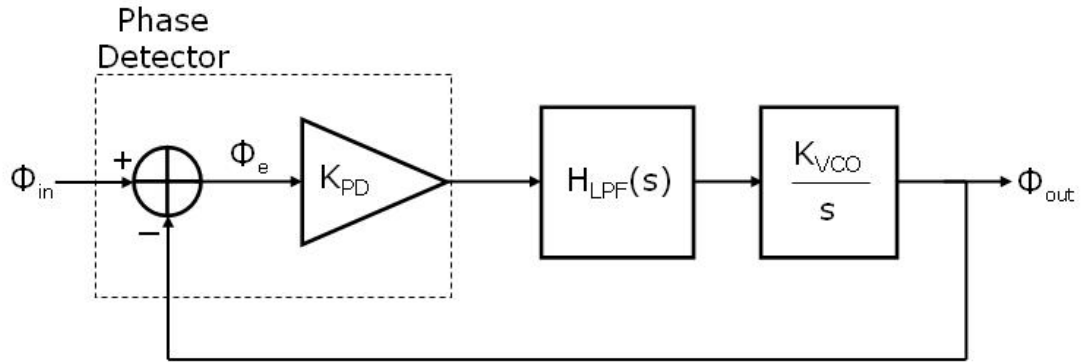 Phase
Detector
Φin
+
−
Φe
KPD
HLPF(s)
KVCO
s
Φout